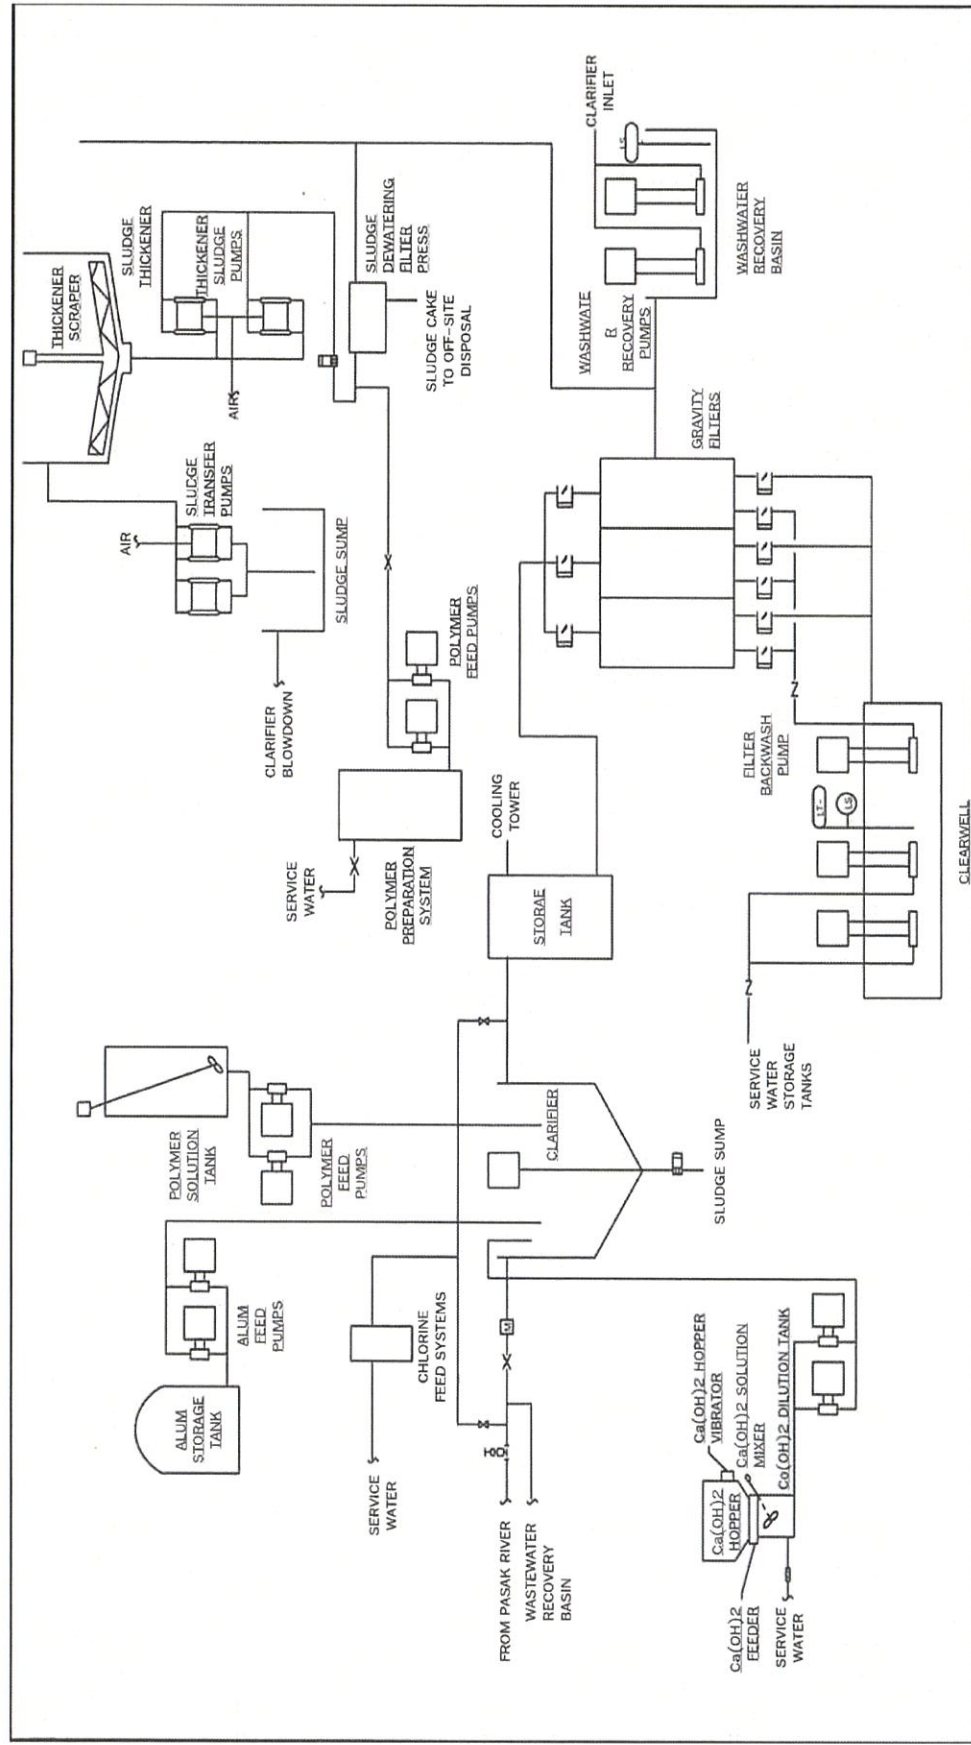 THICKENER
SCRAPER
SLUDGE
THICKENER
THICKENER
SLUDGE
PUMPS
AIR
SLUDGE
TRANSFER
PUMPS
AIR
SLUDGE SUMP
CLARIFIER
BLOWDOWN
SLUDGE
DEWATERING
FILTER
PRESS
SLUDGE CAKE
TO OFF-SITE
DISPOSAL
POLYMER
FEED PUMPS
SERVICE
WATER
POLYMER
PREPARATION
SYSTEM
POLYMER
SOLUTION
TANK
POLYMER
FEED
PUMPS
ALUM
STORAGE
TANK
ALUM
FEED
PUMPS
SERVICE
WATER
CHLORINE
FEED SYSTEMS
FROM PASAK RIVER
WASTEWATER
RECOVERY
BASIN
M
CLARIFIER
SLUDGE SUMP
STORAE
TANK
COOLING
TOWER
CLARIFIER
INLET
LS
WASHWATE
R
RECOVERY
PUMPS
WASHWATER
RECOVERY
BASIN
GRAVITY
FILTERS
FILTER
BACKWASH
PUMP
LT-
LS
SERVICE
WATER
STORAGE
TANKS
CLEARWELL
Ca(OH)2 HOPPER
VIBRATOR
Ca(OH)2 SOLUTION
MIXER
Co(OH)2 DILUTION TANK
Ca(OH)2
HOPPER
Ca(OH)2
FEEDER
SERVICE
WATER